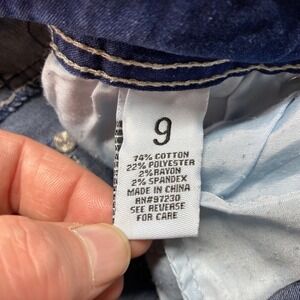 9
74% COTTON
22% POLYESTER
2% RAYON
2% SPANDEX
MADE IN CHINA
RN#97230
SEE REVERSE
FOR CARE